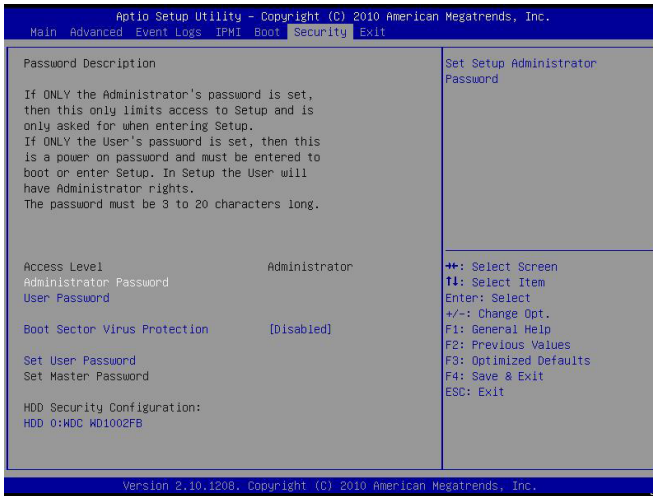 Aptio Setup Utility – Copyright (C) 2010 American Megatrends, Inc.
Main Advanced Event Logs IPMI Boot Security Exit
Password Description
If ONLY the Administrator's password is set,
then this only limits access to Setup and is
only asked for when entering Setup.
If ONLY the User's password is set, then this
is a power on password and must be entered to
boot or enter Setup. In Setup the User will
have Administrator rights.
The password must be 3 to 20 characters long.
Access Level Administrator
Administrator Password
User Password
Boot Sector Virus Protection [Disabled]
Set User Password
Set Master Password
HDD Security Configuration:
HDD 0:WDC WD1002FB
Set Setup Administrator
Password
→←: Select Screen
↑↓: Select Item
Enter: Select
+/-: Change Opt.
F1: General Help
F2: Previous Values
F3: Optimized Defaults
F4: Save & Exit
ESC: Exit
Version 2.10.1208. Copyright (C) 2010 American Megatrends, Inc.